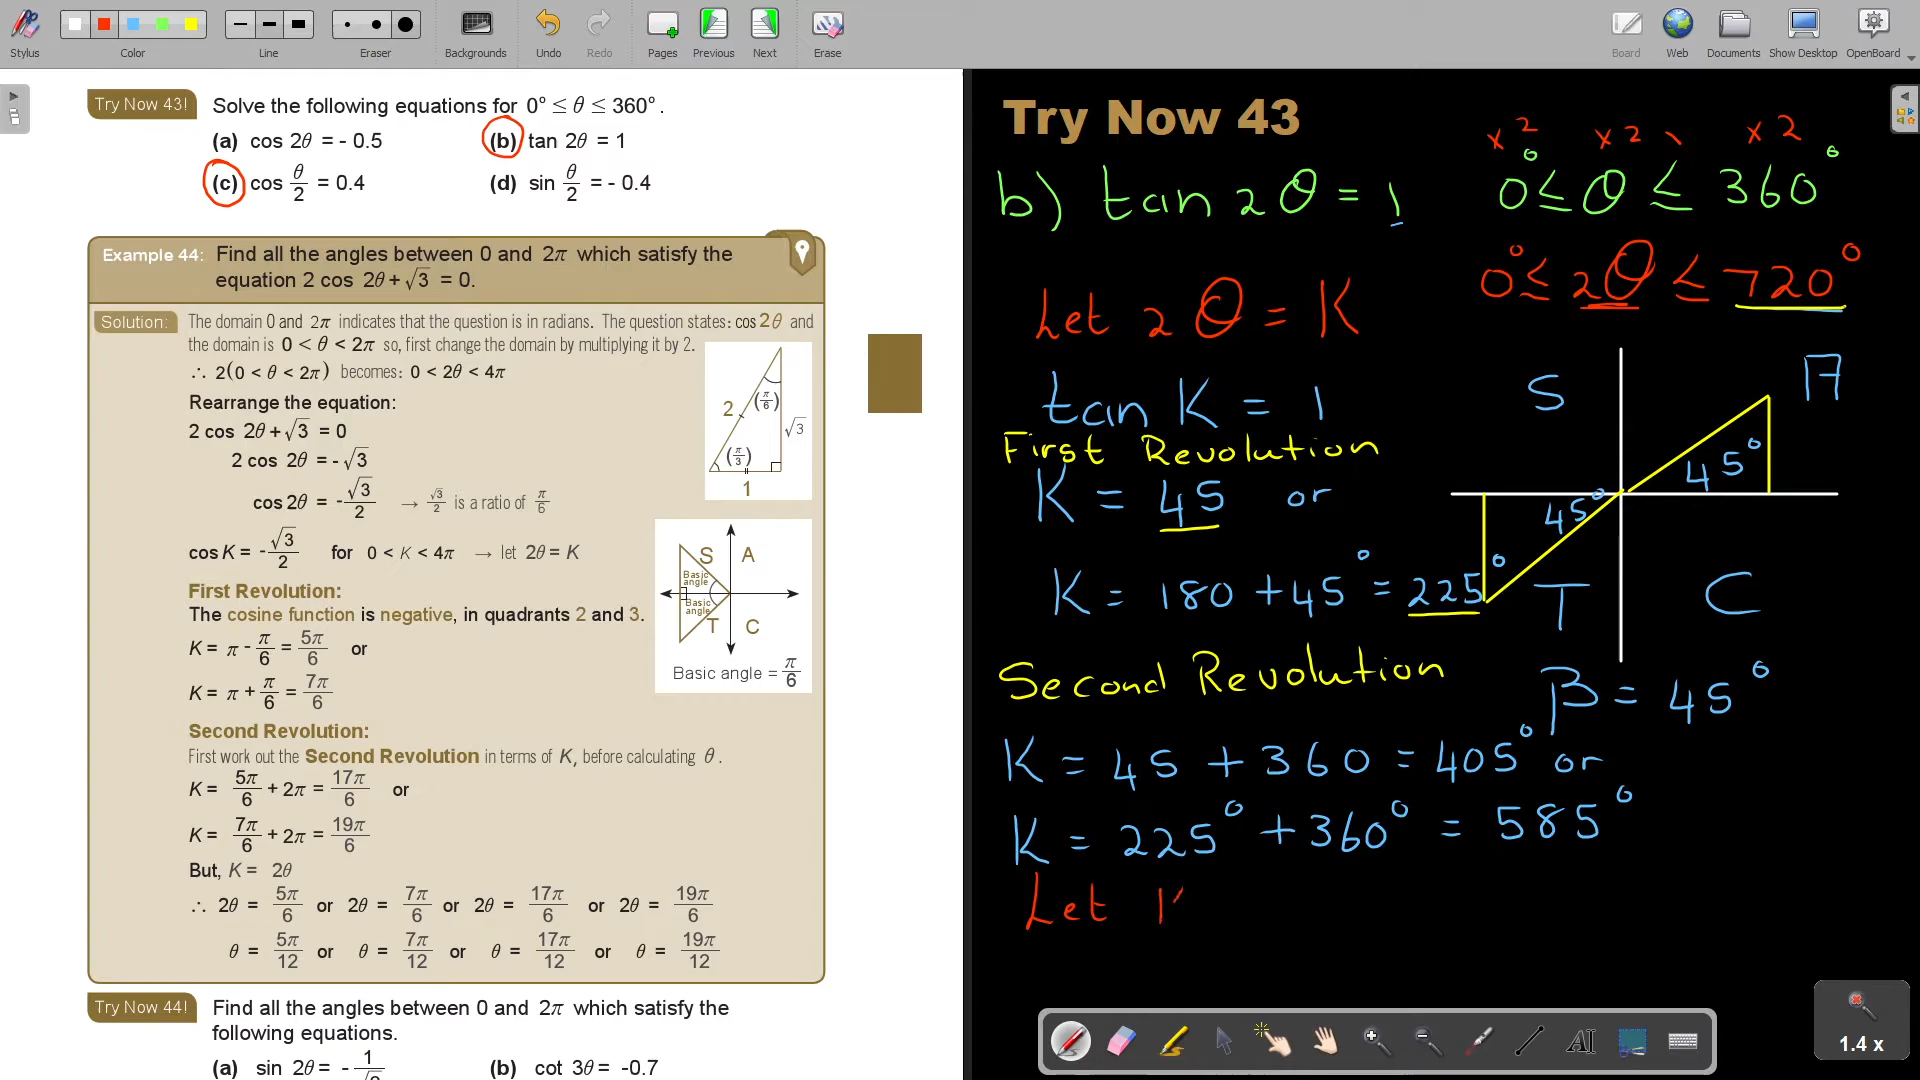 Stylus Color Line Eraser Backgrounds Undo Redo Pages Previous Next Erase Board Web Documents Show Desktop OpenBoard
Try Now 43! Solve the following equations for 0° ≤ θ ≤ 360°.
(a) cos 2θ = - 0.5 (b) tan 2θ = 1
(c) cos θ/2 = 0.4 (d) sin θ/2 = - 0.4
Example 44: Find all the angles between 0 and 2π which satisfy the
equation 2 cos 2θ + √3 = 0.
Solution: The domain 0 and 2π indicates that the question is in radians. The question states: cos 2θ and
the domain is 0 < θ < 2π so, first change the domain by multiplying it by 2.
∴ 2(0 < θ < 2π) becomes: 0 < 2θ < 4π
Rearrange the equation:
2 cos 2θ + √3 = 0
2 cos 2θ = - √3
cos 2θ = - √3/2 → √3/2 is a ratio of π/6
cos K = - √3/2 for 0 < K < 4π → let 2θ = K
2 (π/6) √3
(π/3)
1
First Revolution:
The cosine function is negative, in quadrants 2 and 3.
K = π - π/6 = 5π/6 or
K = π + π/6 = 7π/6
S A
Basic angle
Basic angle
T C
Basic angle = π/6
Second Revolution:
First work out the Second Revolution in terms of K, before calculating θ.
K = 5π/6 + 2π = 17π/6 or
K = 7π/6 + 2π = 19π/6
But, K = 2θ
∴ 2θ = 5π/6 or 2θ = 7π/6 or 2θ = 17π/6 or 2θ = 19π/6
θ = 5π/12 or θ = 7π/12 or θ = 17π/12 or θ = 19π/12
Try Now 44! Find all the angles between 0 and 2π which satisfy the
following equations.
(a) sin 2θ = - 1/ (b) cot 3θ = -0.7
Try Now 43
x 2 x 2 x 2
b) tan 2θ = 1 0° ≤ θ ≤ 360°
0° ≤ 2θ ≤ 720°
Let 2θ = K
tan K = 1
First Revolution
K = 45 or
K = 180 + 45° = 225°
S A
45°
45°
T C
Second Revolution
β = 45°
K = 45 + 360 = 405° or
K = 225° + 360° = 585°
Let
1.4 x